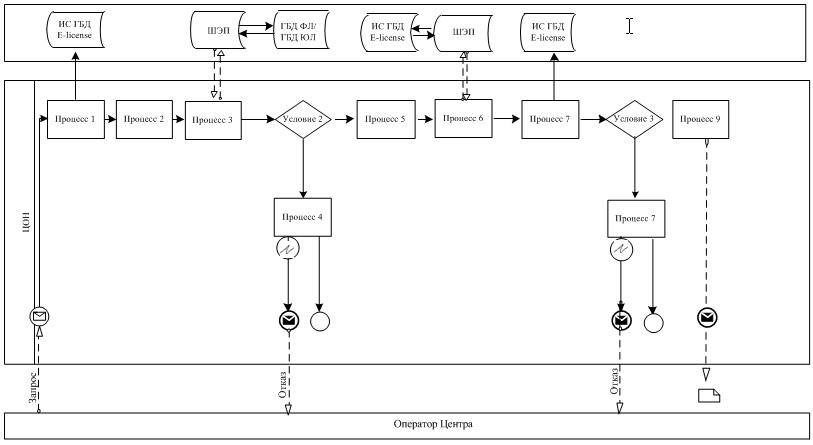 ИС ГБД
E-license
ШЭП
ГБД ФЛ/
ГБД ЮЛ
ИС ГБД
E-license
ШЭП
ИС ГБД
E-license
Процесс 1
Процесс 2
Процесс 3
Условие 2
Процесс 5
Процесс 6
Процесс 7
Условие 3
Процесс 9
ЦОН
Процесс 4
Процесс 7
Запрос
Отказ
Отказ
Оператор Центра